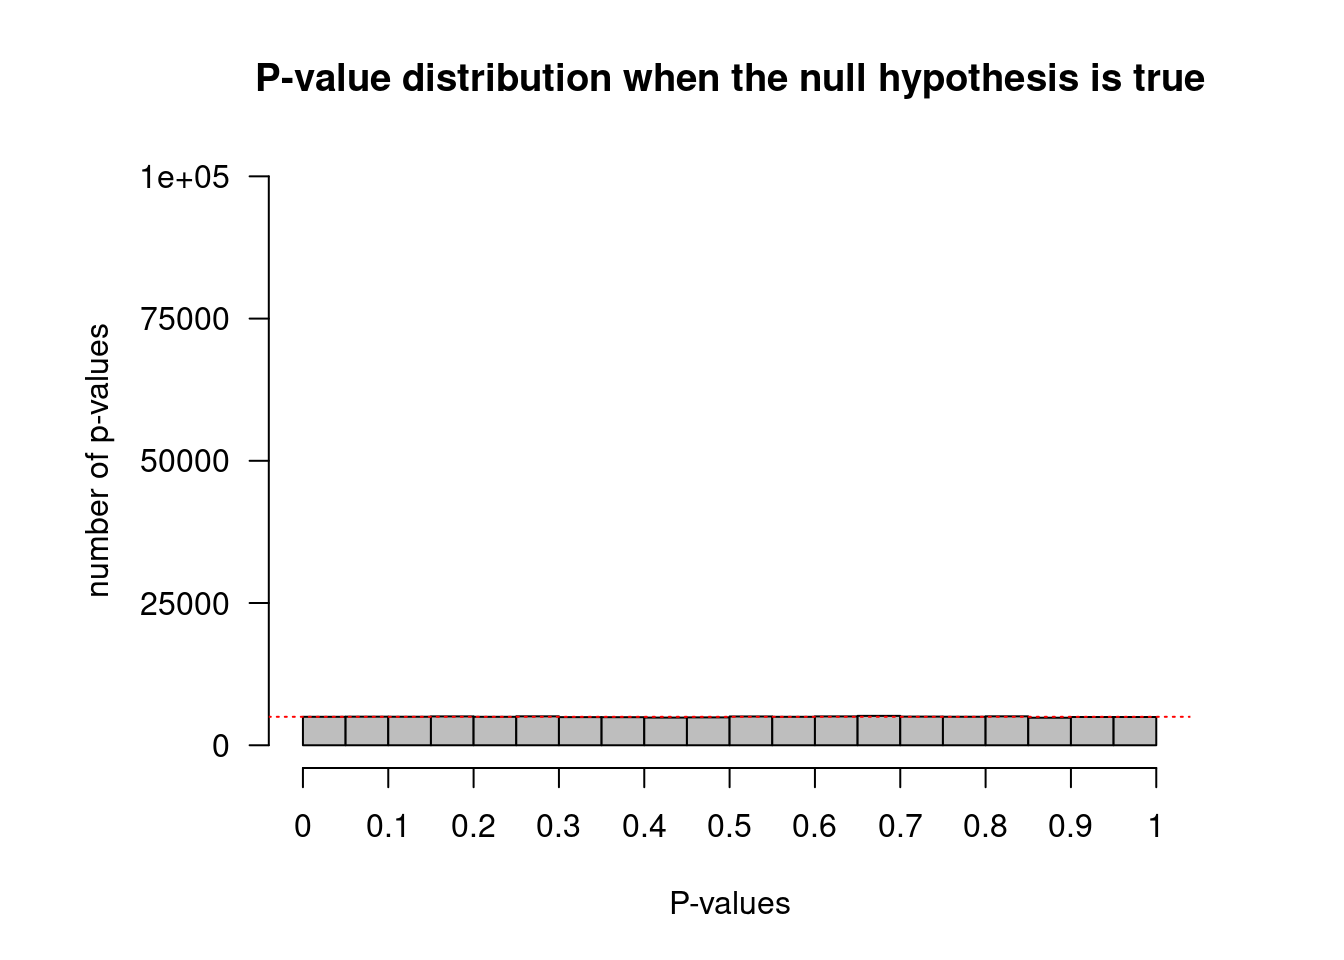 P-value distribution when the null hypothesis is true
1e+05
75000
50000
25000
0
number of p-values
0 0.1 0.2 0.3 0.4 0.5 0.6 0.7 0.8 0.9 1
P-values